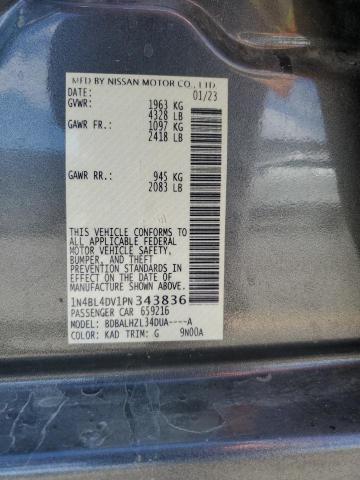 MFD BY NISSAN MOTOR CO., LTD.
DATE: 01/23
GVWR: 1963 KG
4328 LB
GAWR FR.: 1097 KG
2418 LB
GAWR RR: 945 KG
2083 LB
THIS VEHICLE CONFORMS TO
ALL APPLICABLE FEDERAL
MOTOR VEHICLE SAFETY,
BUMPER, AND THEFT
PREVENTION STANDARDS IN
EFFECT ON THE DATE OF
MANUFACTURE SHOWN ABOVE.
1N4BL4DV1PN343836
PASSENGER CAR 659216
MODEL: BDBALHZL34DUA----A
COLOR: KAD TRIM: G 9N00A